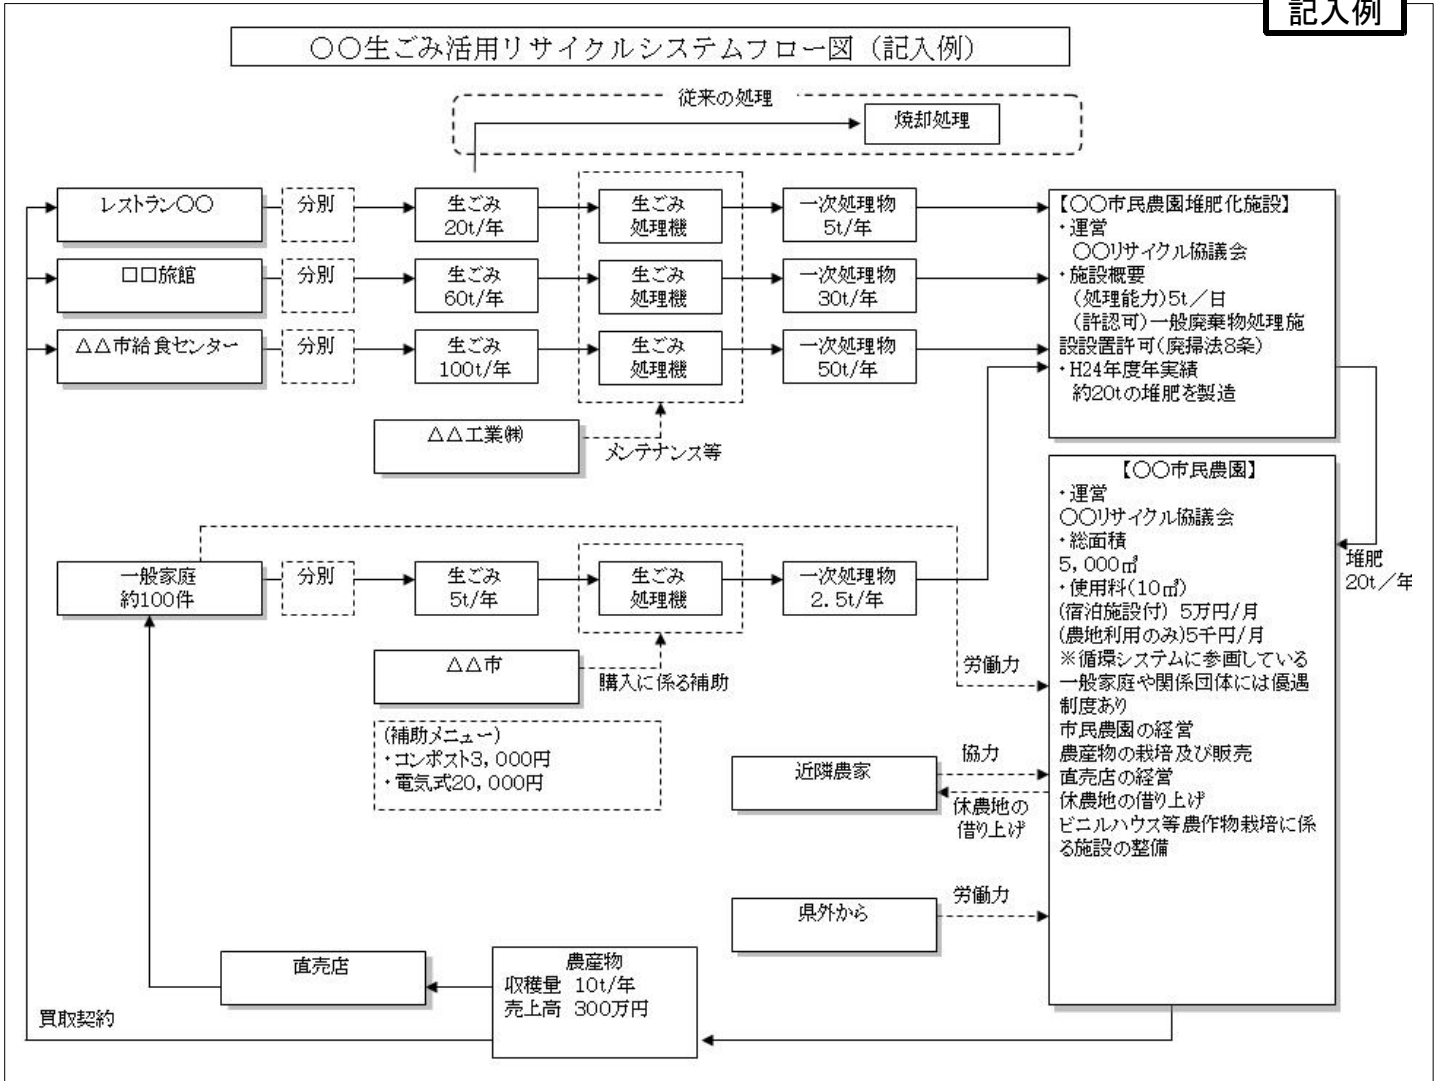 記入例
〇〇生ごみ活用リサイクルシステムフロー図（記入例）
従来の処理
焼却処理
レストラン〇〇
分別
生ごみ
20t/年
生ごみ
処理機
一次処理物
5t/年
□□旅館
分別
生ごみ
60t/年
生ごみ
処理機
一次処理物
30t/年
△△市給食センター
分別
生ごみ
100t/年
生ごみ
処理機
一次処理物
50t/年
【〇〇市民農園堆肥化施設】
・運営
〇〇リサイクル協議会
・施設概要
（処理能力）5t／日
（許認可）一般廃棄物処理施
設設置許可（廃掃法8条）
・H24年度年実績
約20tの堆肥を製造
△△工業㈱
メンテナンス等
一般家庭
約100件
分別
生ごみ
5t/年
生ごみ
処理機
一次処理物
2.5t/年
△△市
購入に係る補助
（補助メニュー）
・コンポスト3,000円
・電気式20,000円
労働力
近隣農家
協力
休農地の
借り上げ
県外から
労働力
【〇〇市民農園】
・運営
〇〇リサイクル協議会
・総面積
5,000㎡
・使用料（10㎡）
（宿泊施設付） 5万円/月
（農地利用のみ）5千円/月
※循環システムに参画している
一般家庭や関係団体には優遇
制度あり
市民農園の経営
農産物の栽培及び販売
直売店の経営
休農地の借り上げ
ビニルハウス等農作物栽培に係
る施設の整備
堆肥
20t／年
直売店
農産物
収穫量 10t/年
売上高 300万円
買取契約